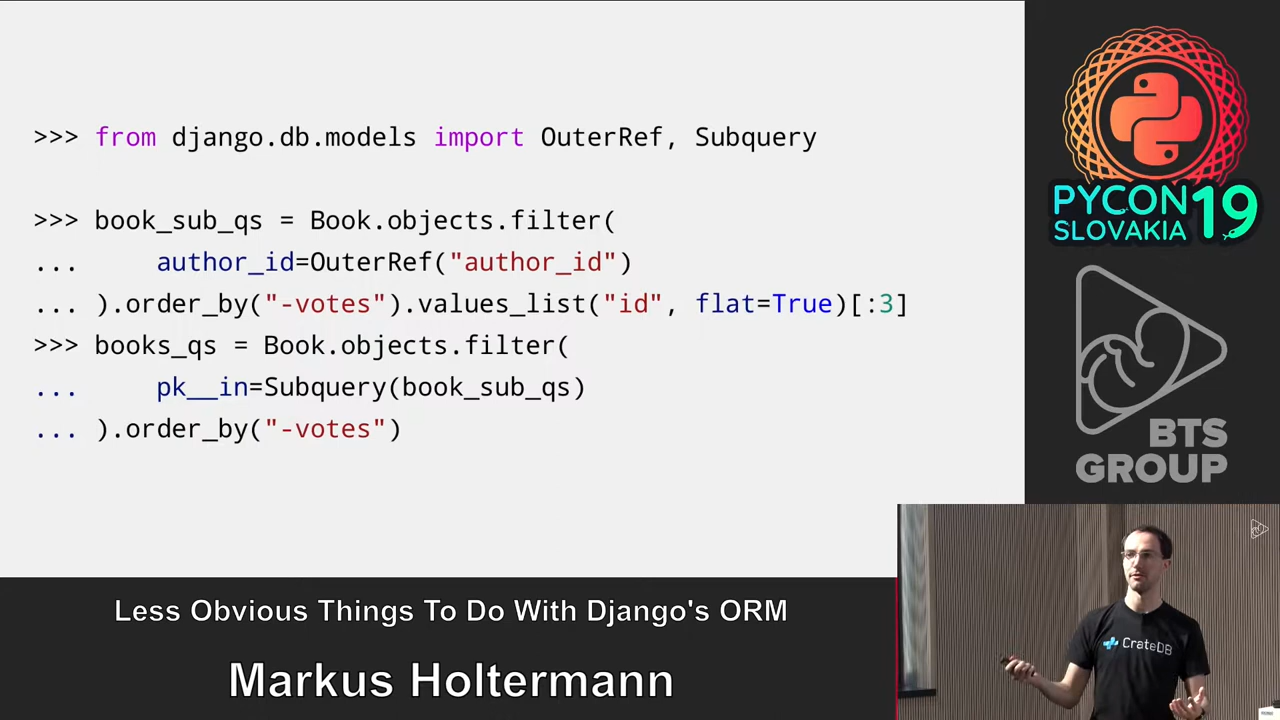 >>> from django.db.models import OuterRef, Subquery
>>> book_sub_qs = Book.objects.filter(
...     author_id=OuterRef("author_id")
... ).order_by("-votes").values_list("id", flat=True)[:3]
>>> books_qs = Book.objects.filter(
...     pk__in=Subquery(book_sub_qs)
... ).order_by("-votes")
PYCON 19
SLOVAKIA
BTS
GROUP
CrateDB
Less Obvious Things To Do With Django's ORM
Markus Holtermann